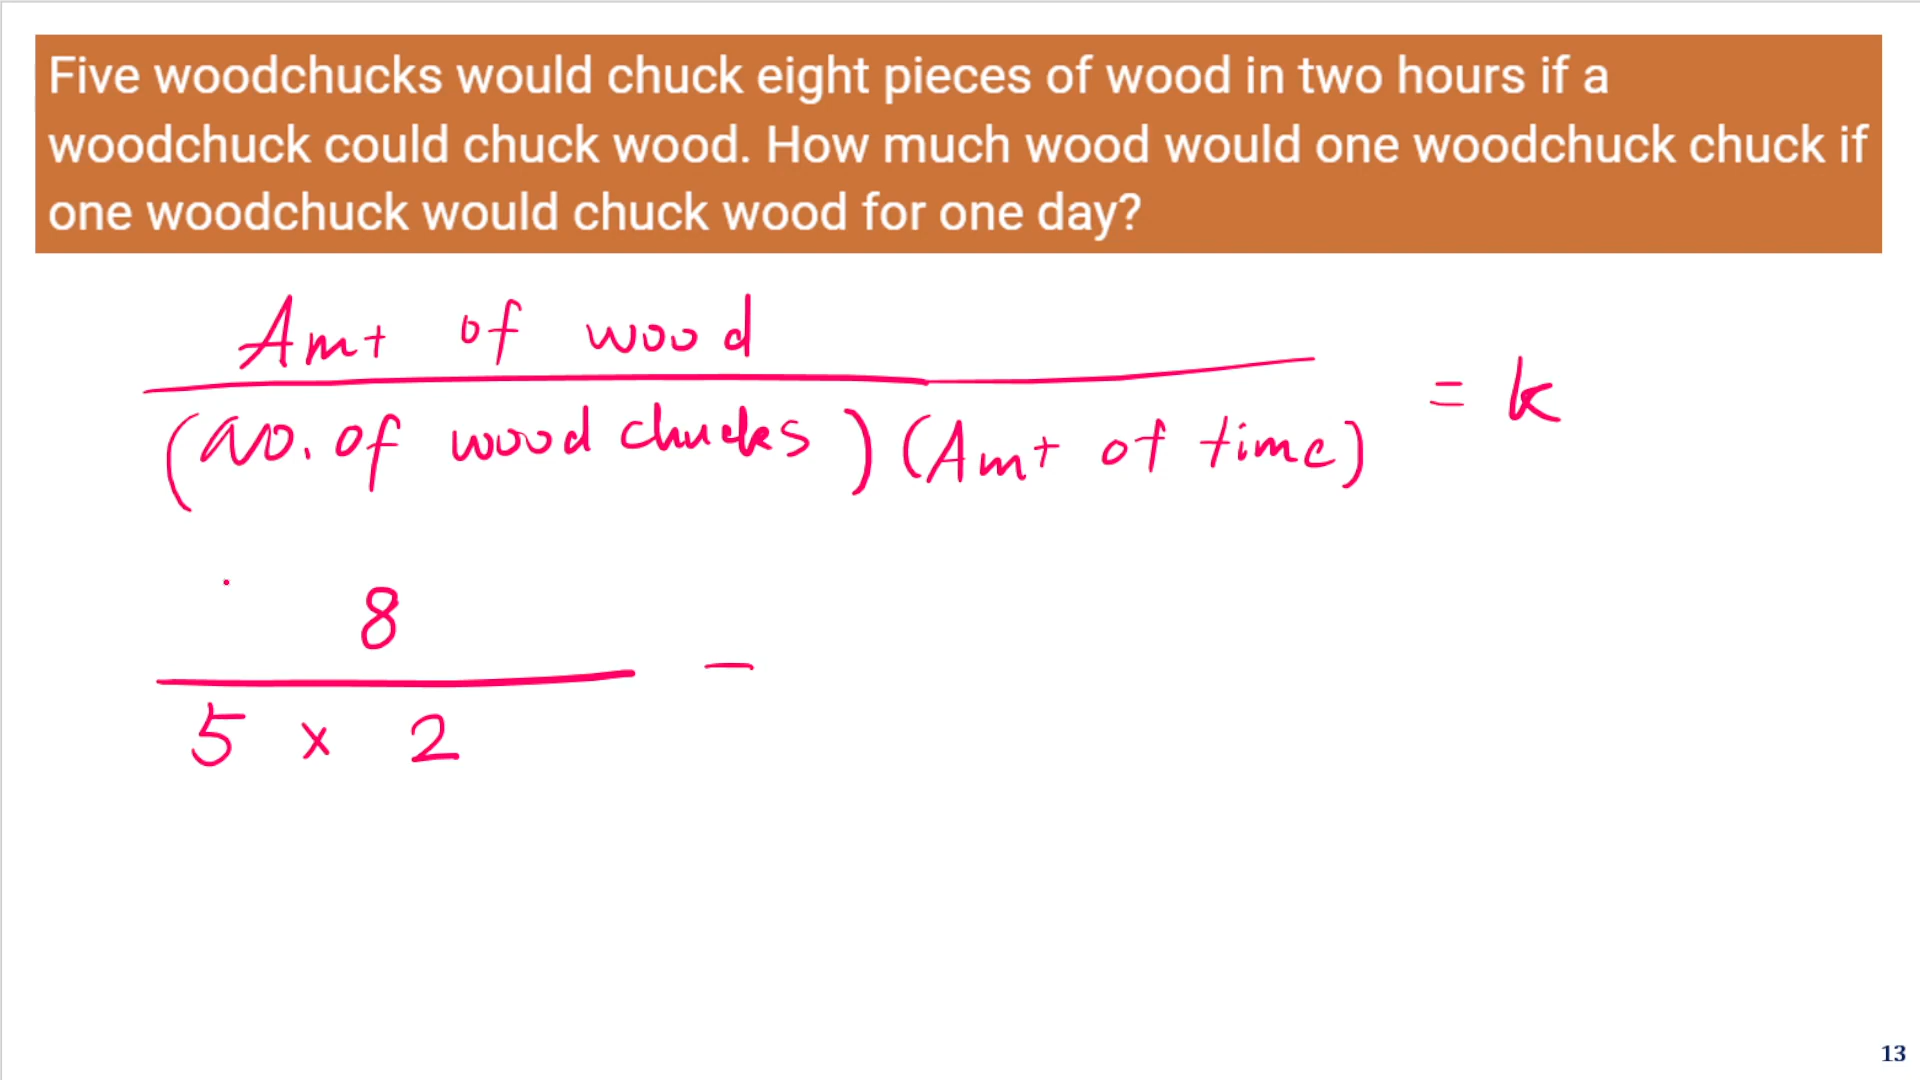 Five woodchucks would chuck eight pieces of wood in two hours if a
woodchuck could chuck wood. How much wood would one woodchuck chuck if
one woodchuck would chuck wood for one day?
Amt of wood
(no. of woodchucks) (Amt of time) = k
8
5 x 2 –
13